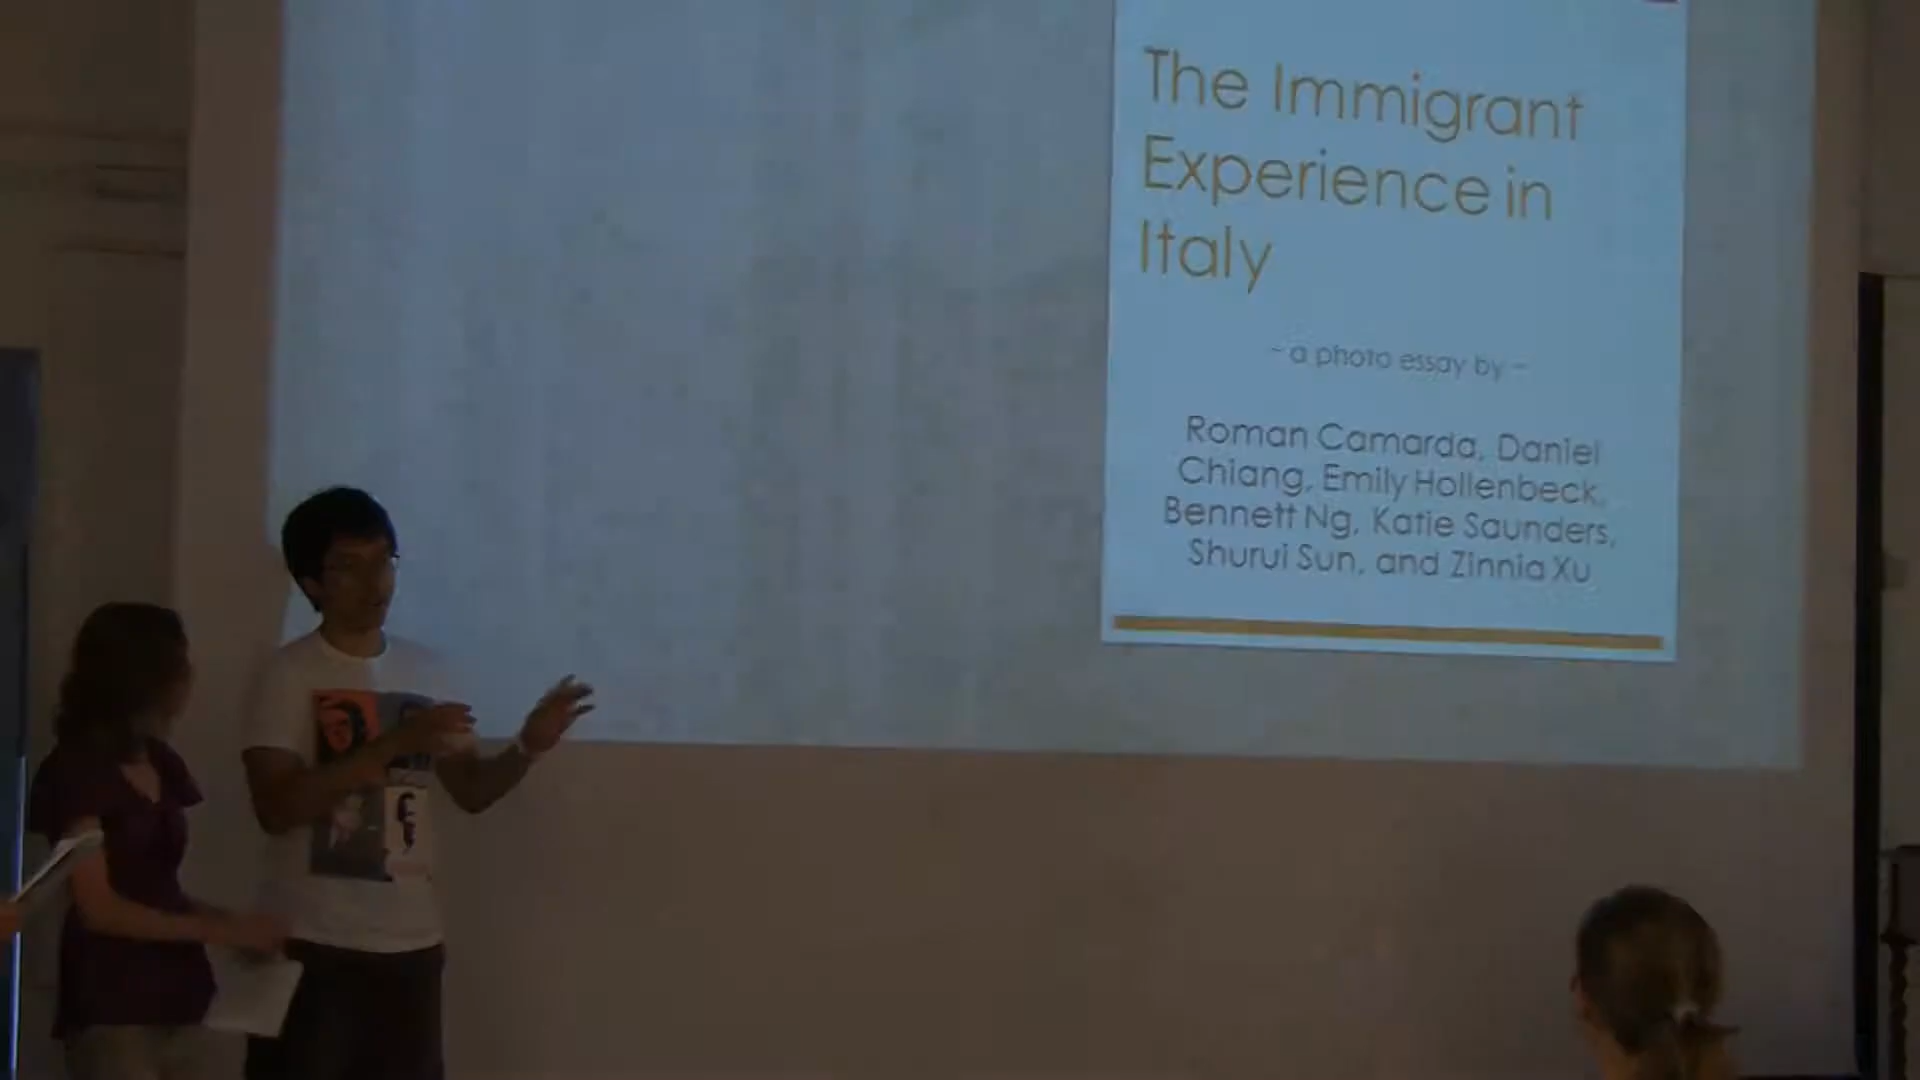 The Immigrant
Experience in
Italy
- a photo essay by -
Roman Camarda, Daniel
Chiang, Emily Hollenbeck,
Bennett Ng, Katie Saunders,
Shurui Sun, and Zinnia Xu